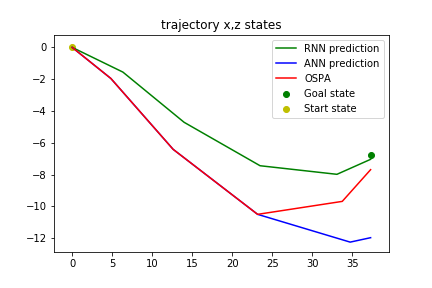 trajectory x,z states
RNN prediction
ANN prediction
OSPA
Goal state
Start state
0
−2
−4
−6
−8
−10
−12
0 5 10 15 20 25 30 35